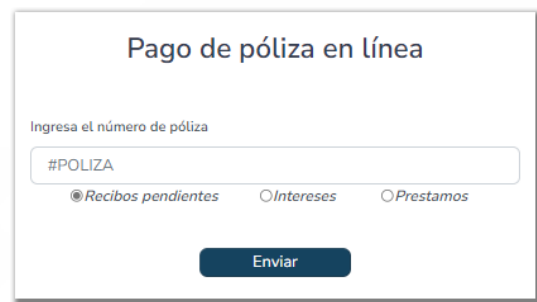 Pago de póliza en línea
Ingresa el número de póliza
#POLIZA
Recibos pendientes Intereses Prestamos
Enviar